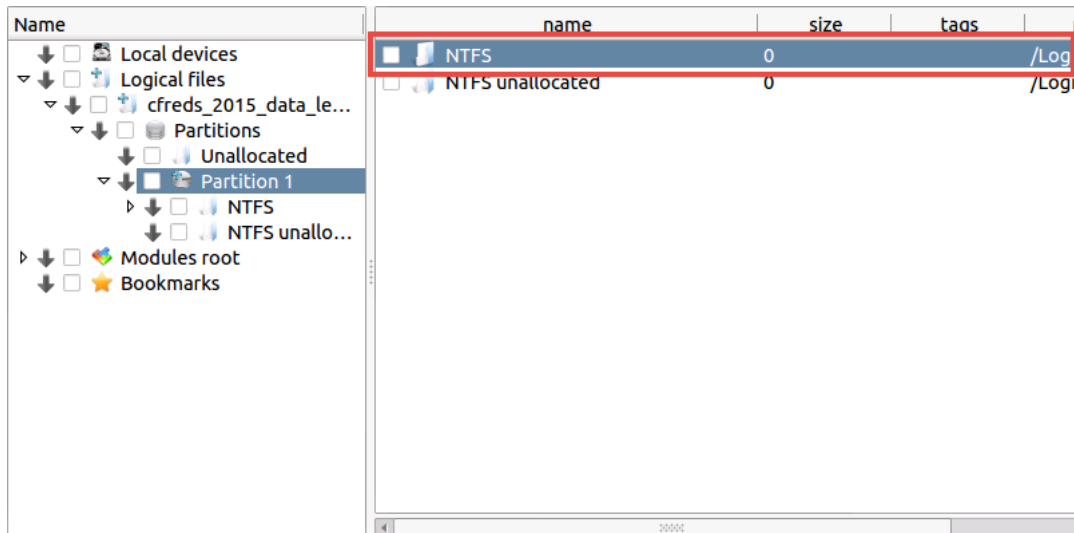 Name
Local devices
Logical files
cfreds_2015_data_le...
Partitions
Unallocated
Partition 1
NTFS
NTFS unallo...
Modules root
Bookmarks
name size tags
NTFS 0 /Log
NTFS unallocated 0 /Logi